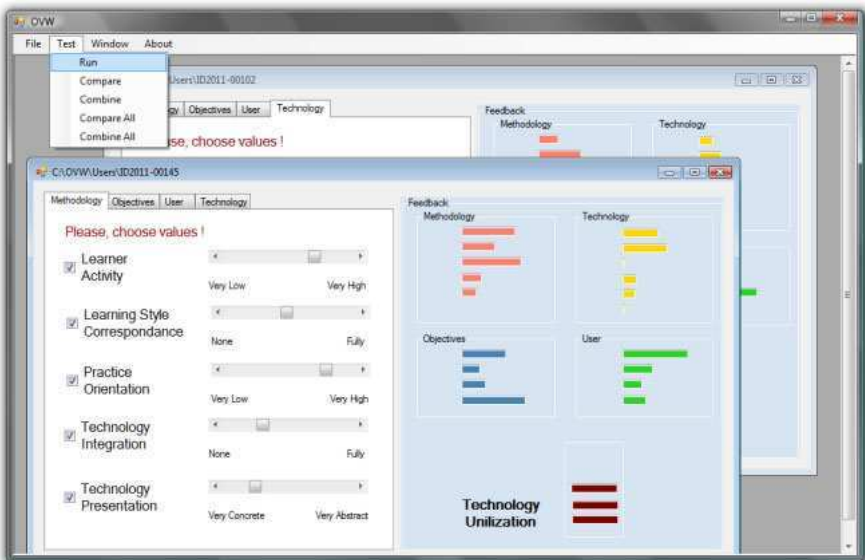 OVW
File Test Window About
Run
Compare
Combine
Compare All
Combine All
Users\ID2011-00102
Objectives User Technology
choose values !
Feedback
Methodology Technology
C:\OVW\Users\ID2011-00145
Methodology Objectives User Technology
Please, choose values !
Learner
Activity
Very Low Very High
Learning Style
Correspondance
None Fully
Practice
Orientation
Very Low Very High
Technology
Integration
None Fully
Technology
Presentation
Very Concrete Very Abstract
Feedback
Methodology Technology
Objectives User
Technology
Unilization